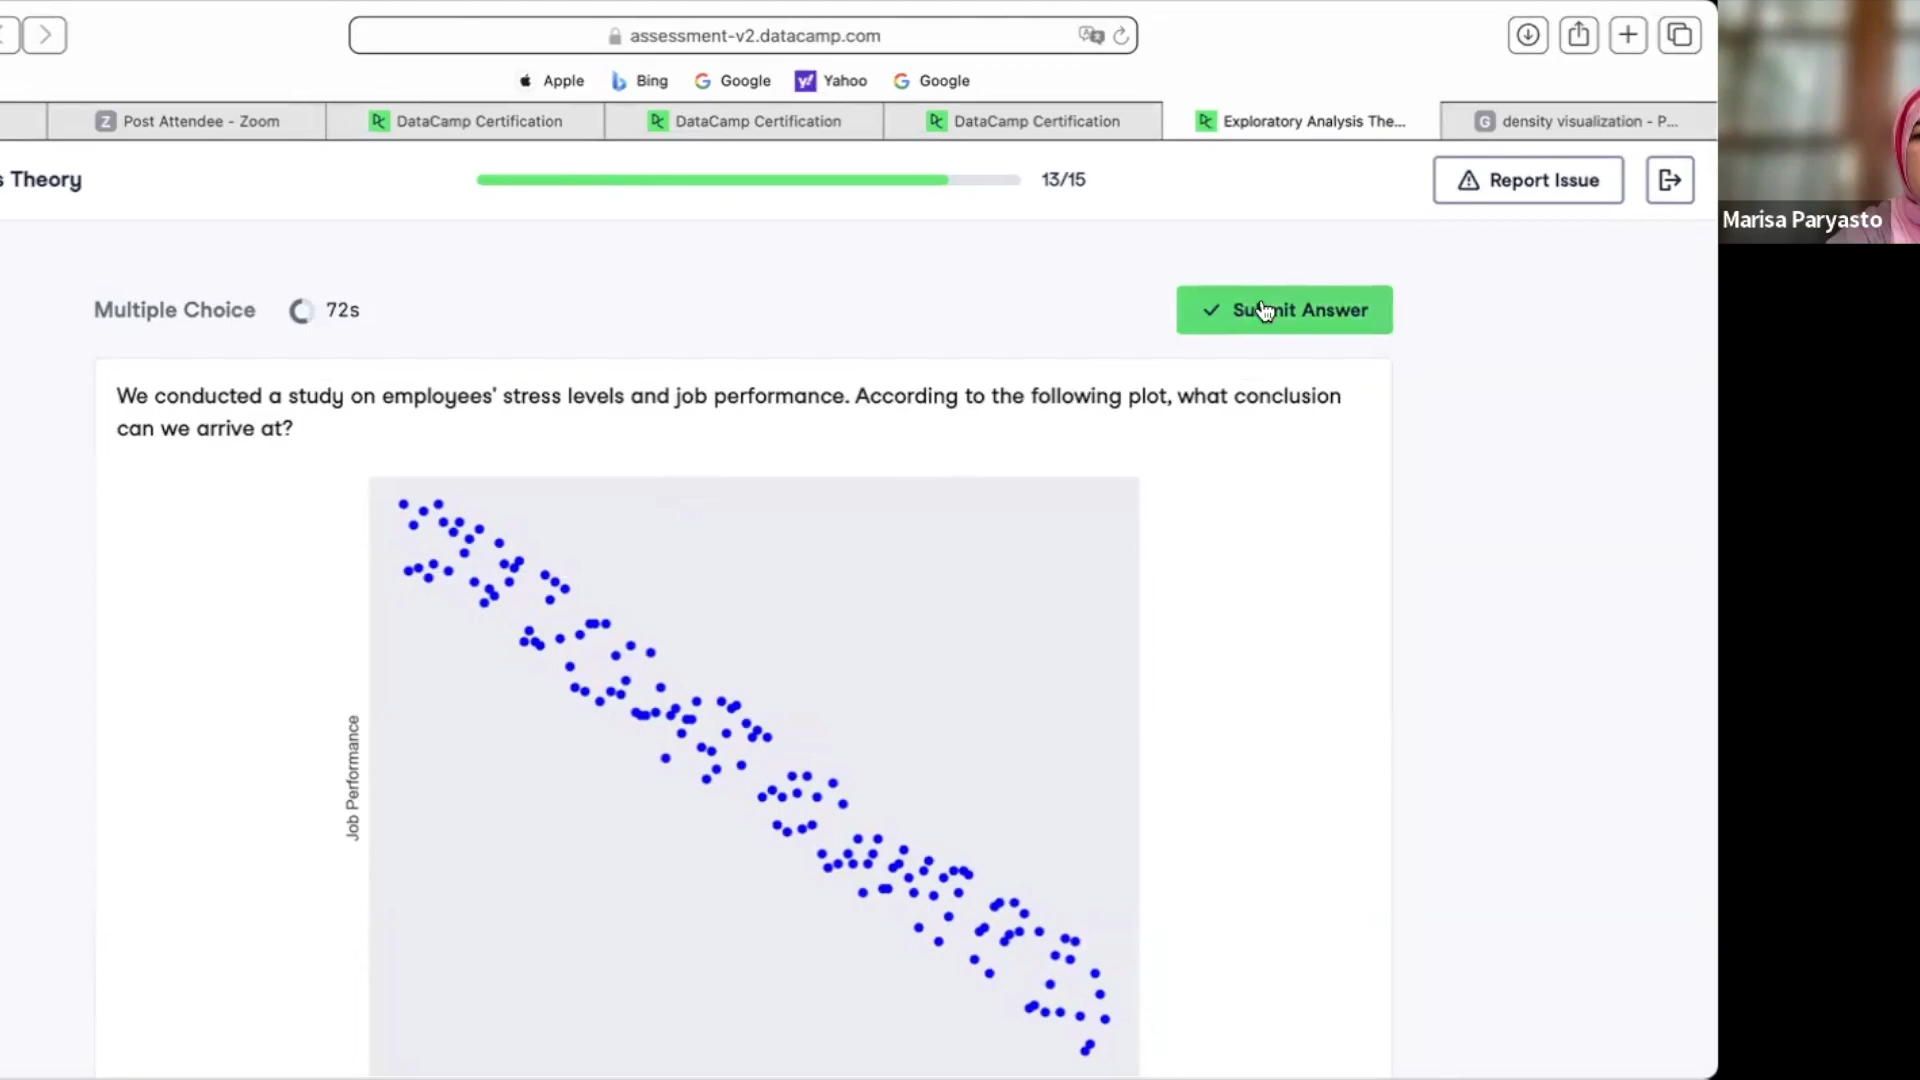 assessment-v2.datacamp.com
Apple Bing Google Yahoo Google
Post Attendee - Zoom DataCamp Certification DataCamp Certification DataCamp Certification Exploratory Analysis The... density visualization - P...
s Theory 13/15 Report Issue
Marisa Paryasto
Multiple Choice 72s Submit Answer
We conducted a study on employees' stress levels and job performance. According to the following plot, what conclusion
can we arrive at?
Job Performance